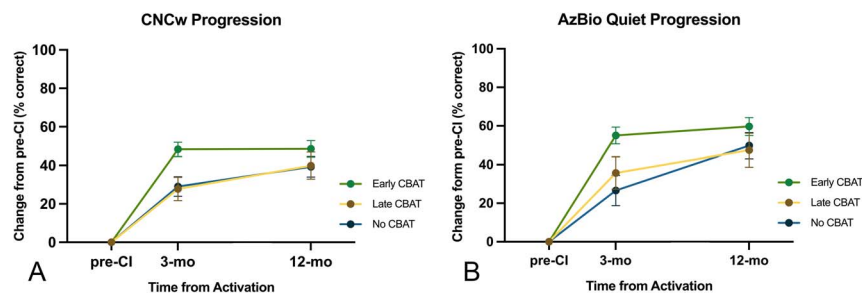 CNCw Progression
Change from pre-CI (% correct)
100
80
60
40
20
0
pre-CI 3-mo 12-mo
Time from Activation
Early CBAT
Late CBAT
No CBAT
A
AzBio Quiet Progression
Change from pre-CI (% correct)
100
80
60
40
20
0
pre-CI 3-mo 12-mo
Time from Activation
Early CBAT
Late CBAT
No CBAT
B